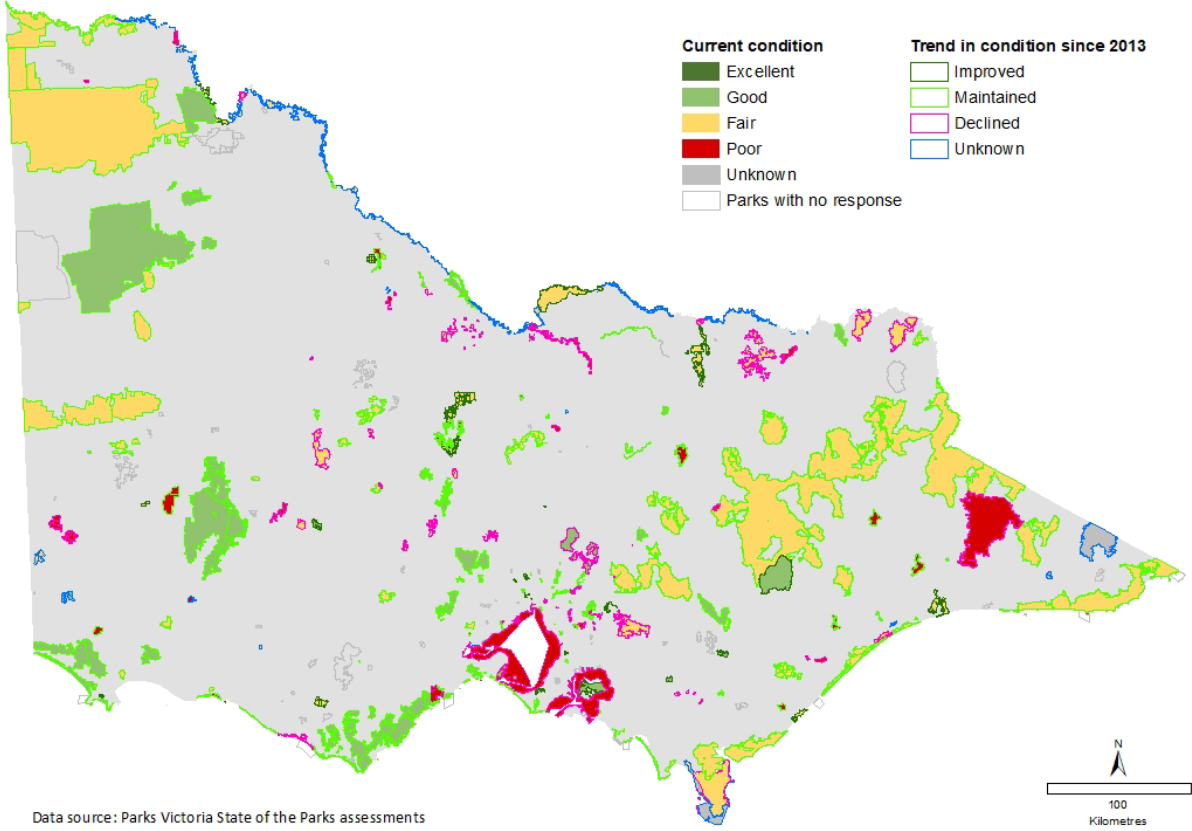 Current condition
Excellent
Good
Fair
Poor
Unknown
Parks with no response
Trend in condition since 2013
Improved
Maintained
Declined
Unknown
N
100
Kilometres
Data source: Parks Victoria State of the Parks assessments